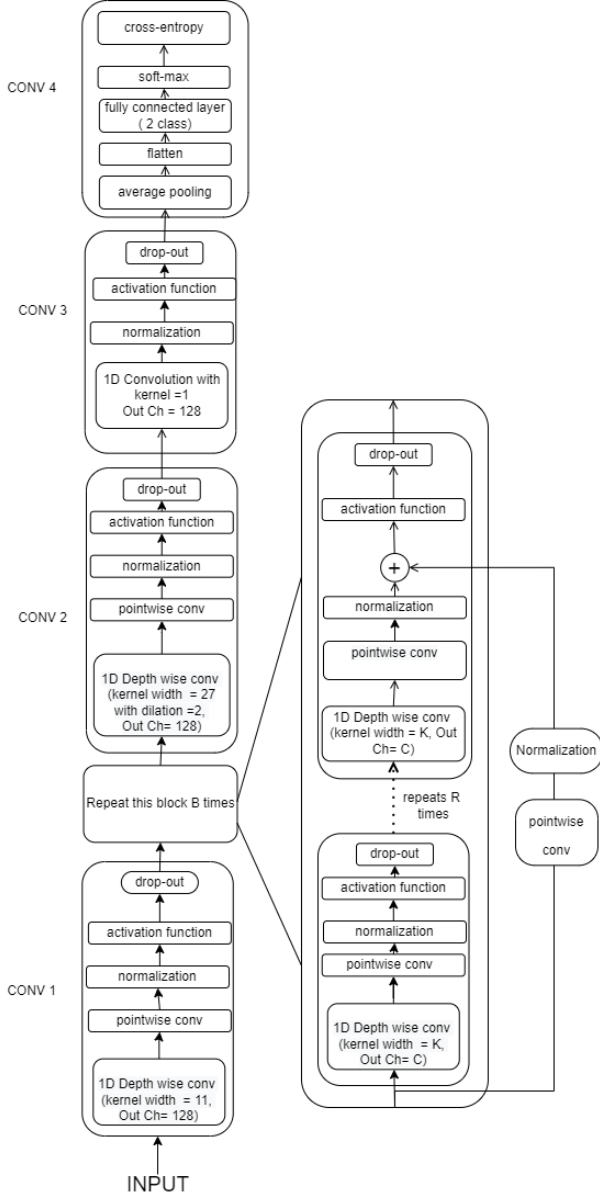 cross-entropy
soft-max
CONV 4
fully connected layer
( 2 class)
flatten
average pooling
drop-out
activation function
CONV 3
normalization
1D Convolution with
kernel =1
Out Ch = 128
drop-out
activation function
normalization
CONV 2
pointwise conv
1D Depth wise conv
(kernel width = 27
with dilation =2,
Out Ch= 128)
Repeat this block B times
drop-out
activation function
normalization
CONV 1
pointwise conv
1D Depth wise conv
(kernel width = 11,
Out Ch= 128)
INPUT
drop-out
activation function
+
normalization
pointwise conv
1D Depth wise conv
(kernel width = K, Out
Ch= C)
repeats R
times
drop-out
activation function
normalization
pointwise conv
1D Depth wise conv
(kernel width = K,
Out Ch= C)
Normalization
pointwise
conv